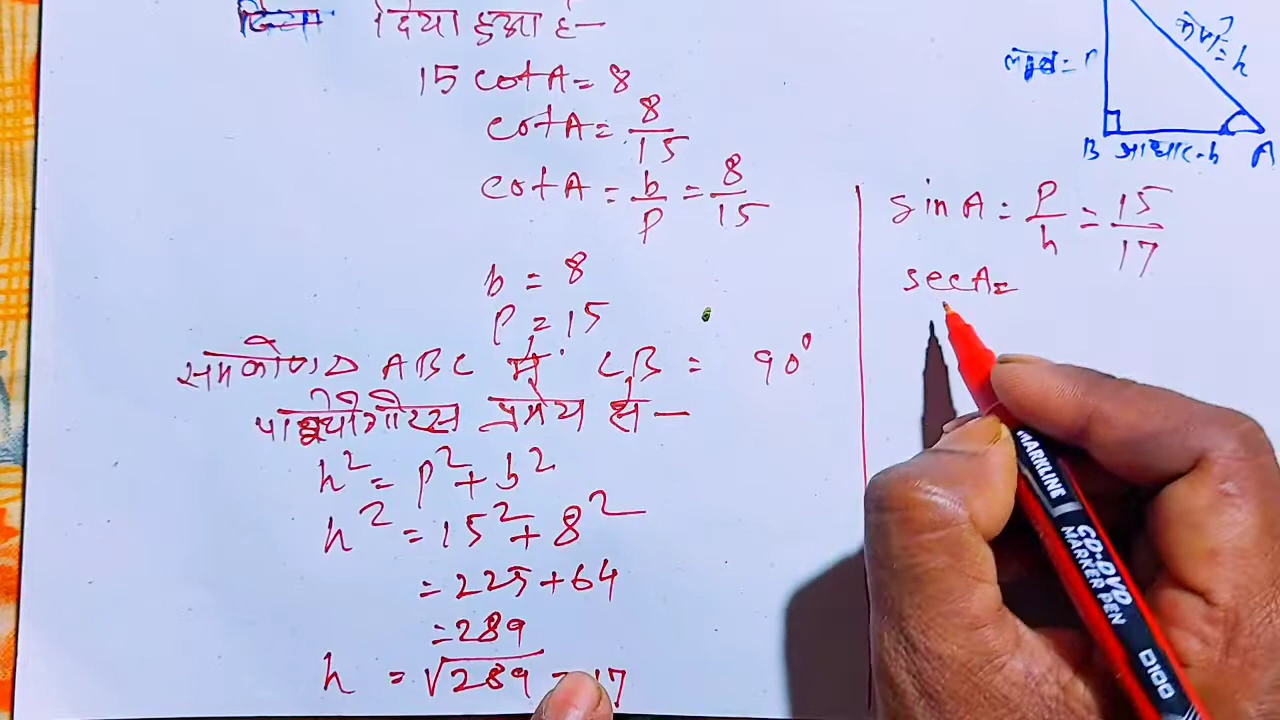 दिया हुआ है—
15 cot A = 8
cot A = 8/15
cot A = b/P = 8/15
b = 8
P = 15
समकोण △ ABC में ∠B = 90°
पाइथोगोरस प्रमेय से—
h² = p² + b²
h² = 15² + 8²
= 225 + 64
= 289
h = √289 = 17
लम्ब = P
कर्ण = h
B आधार = b A
sin A = P/h = 15/17
sec A =
MARKLINE
CD-DVD
MARKER PEN
D100